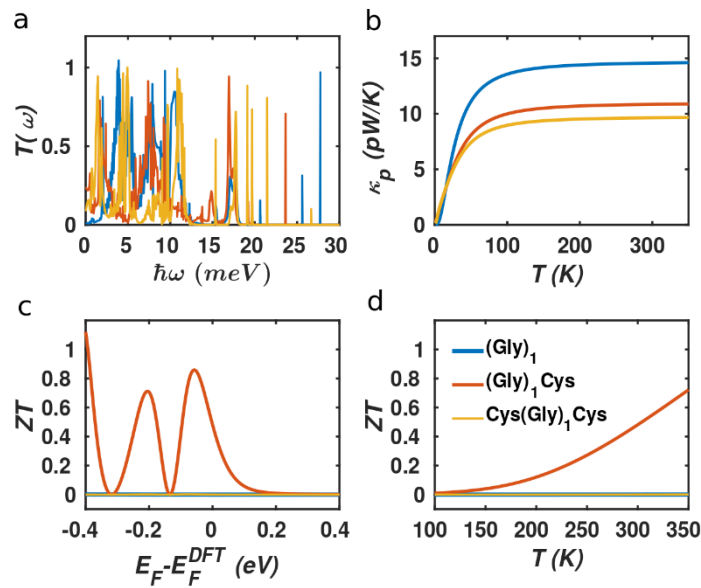 a
1
0.5
0
T(ω)
0 5 10 15 20 25 30
ħω (meV)
b
15
10
5
0
κp (pW/K)
0 100 200 300
T (K)
c
1
0.8
0.6
0.4
0.2
0
ZT
-0.4 -0.2 0 0.2 0.4
E_F-E_F^DFT (eV)
d
1
0.8
0.6
0.4
0.2
0
ZT
(Gly)1
(Gly)1Cys
Cys(Gly)1Cys
100 150 200 250 300 350
T (K)